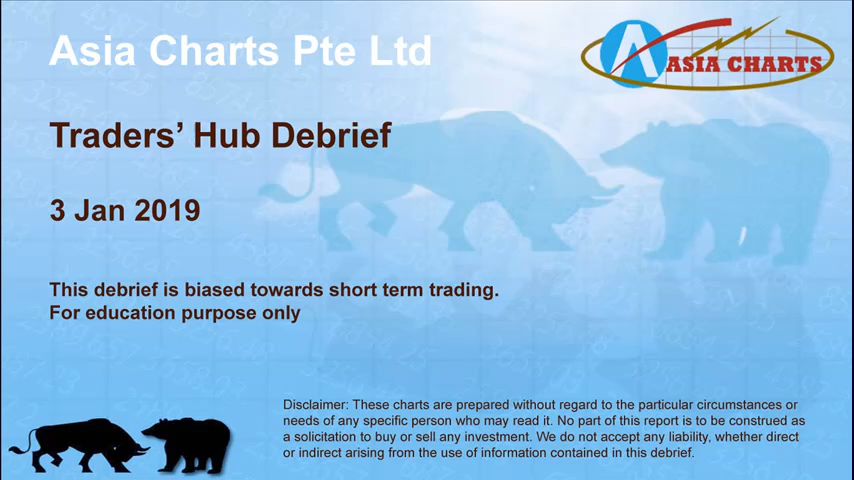 Asia Charts Pte Ltd
A ASIA CHARTS
Traders’ Hub Debrief
3 Jan 2019
This debrief is biased towards short term trading.
For education purpose only
Disclaimer: These charts are prepared without regard to the particular circumstances or
needs of any specific person who may read it. No part of this report is to be construed as
a solicitation to buy or sell any investment. We do not accept any liability, whether direct
or indirect arising from the use of information contained in this debrief.